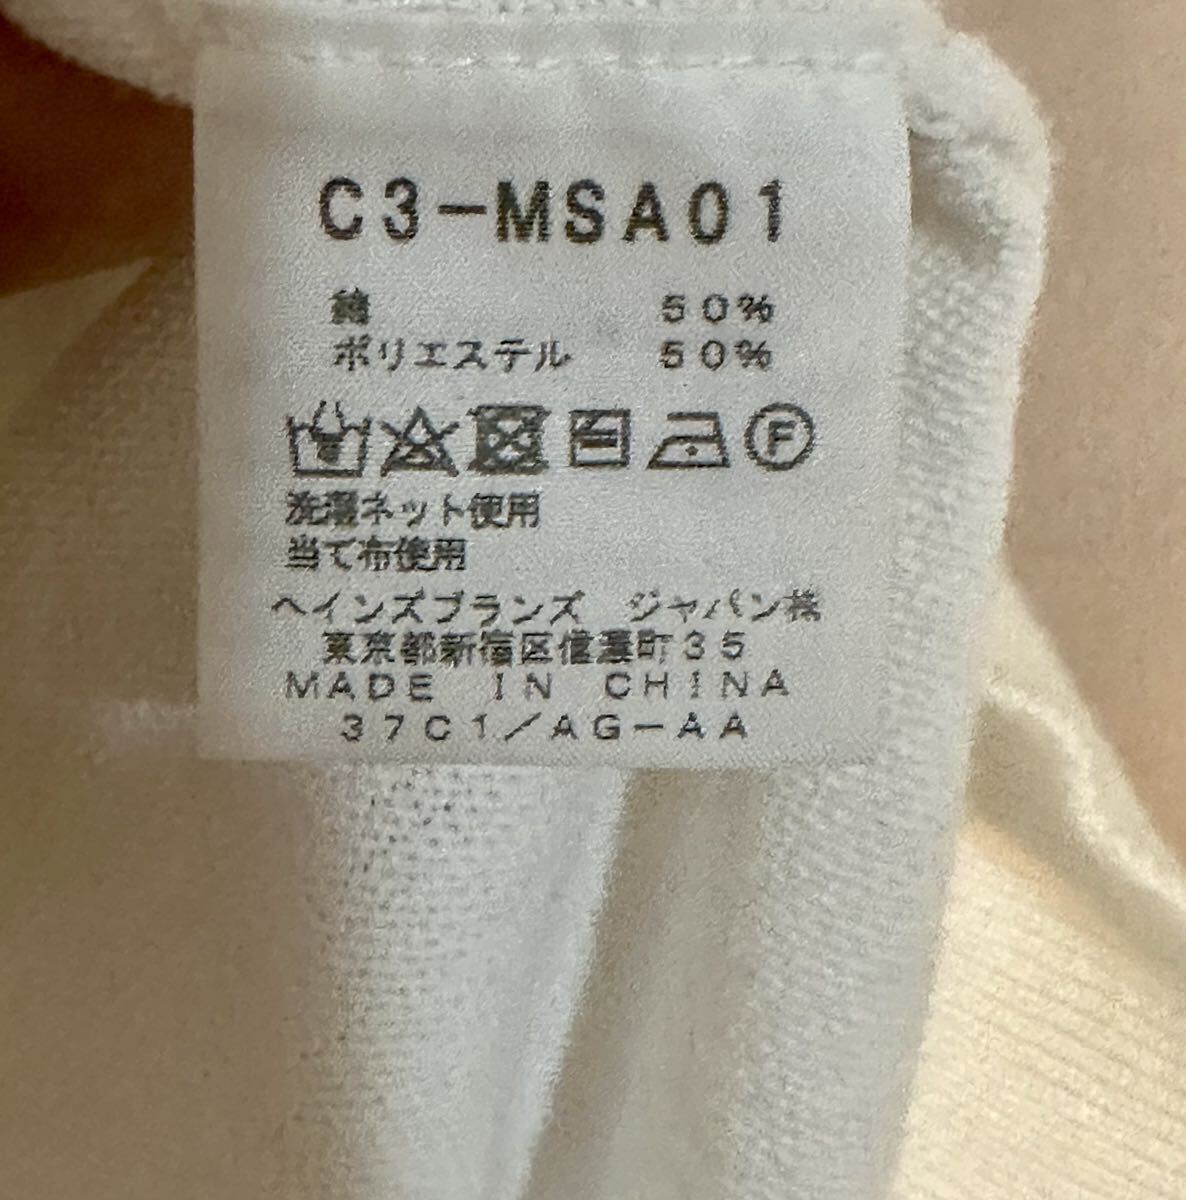 C3-MSA01
綿 50%
ポリエステル 50%
F
洗濯ネット使用
当て布使用
ヘインズブランズ ジャパン株
東京都新宿区信濃町35
MADE IN CHINA
37C1/AG-AA